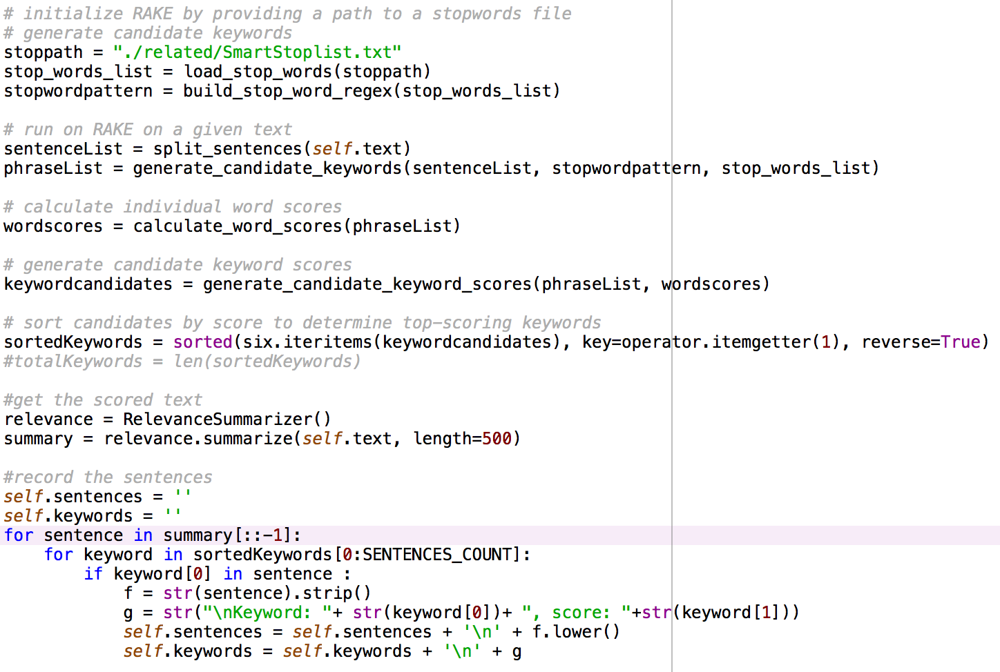 # initialize RAKE by providing a path to a stopwords file
# generate candidate keywords
stoppath = "./related/SmartStoplist.txt"
stop_words_list = load_stop_words(stoppath)
stopwordpattern = build_stop_word_regex(stop_words_list)

# run on RAKE on a given text
sentenceList = split_sentences(self.text)
phraseList = generate_candidate_keywords(sentenceList, stopwordpattern, stop_words_list)

# calculate individual word scores
wordscores = calculate_word_scores(phraseList)

# generate candidate keyword scores
keywordcandidates = generate_candidate_keyword_scores(phraseList, wordscores)

# sort candidates by score to determine top-scoring keywords
sortedKeywords = sorted(six.iteritems(keywordcandidates), key=operator.itemgetter(1), reverse=True)
#totalKeywords = len(sortedKeywords)

#get the scored text
relevance = RelevanceSummarizer()
summary = relevance.summarize(self.text, length=500)

#record the sentences
self.sentences = ''
self.keywords = ''
for sentence in summary[::-1]:
    for keyword in sortedKeywords[0:SENTENCES_COUNT]:
        if keyword[0] in sentence :
            f = str(sentence).strip()
            g = str("\nKeyword: "+ str(keyword[0])+ ", score: "+str(keyword[1]))
            self.sentences = self.sentences + '\n' + f.lower()
            self.keywords = self.keywords + '\n' + g